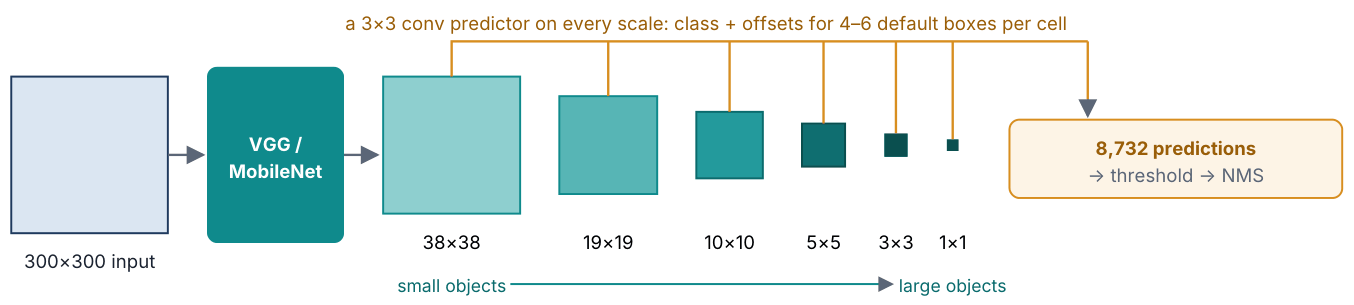 a 3×3 conv predictor on every scale: class + offsets for 4–6 default boxes per cell
VGG /
MobileNet
8,732 predictions
→ threshold → NMS
300×300 input
38×38
19×19
10×10
5×5
3×3
1×1
small objects
large objects